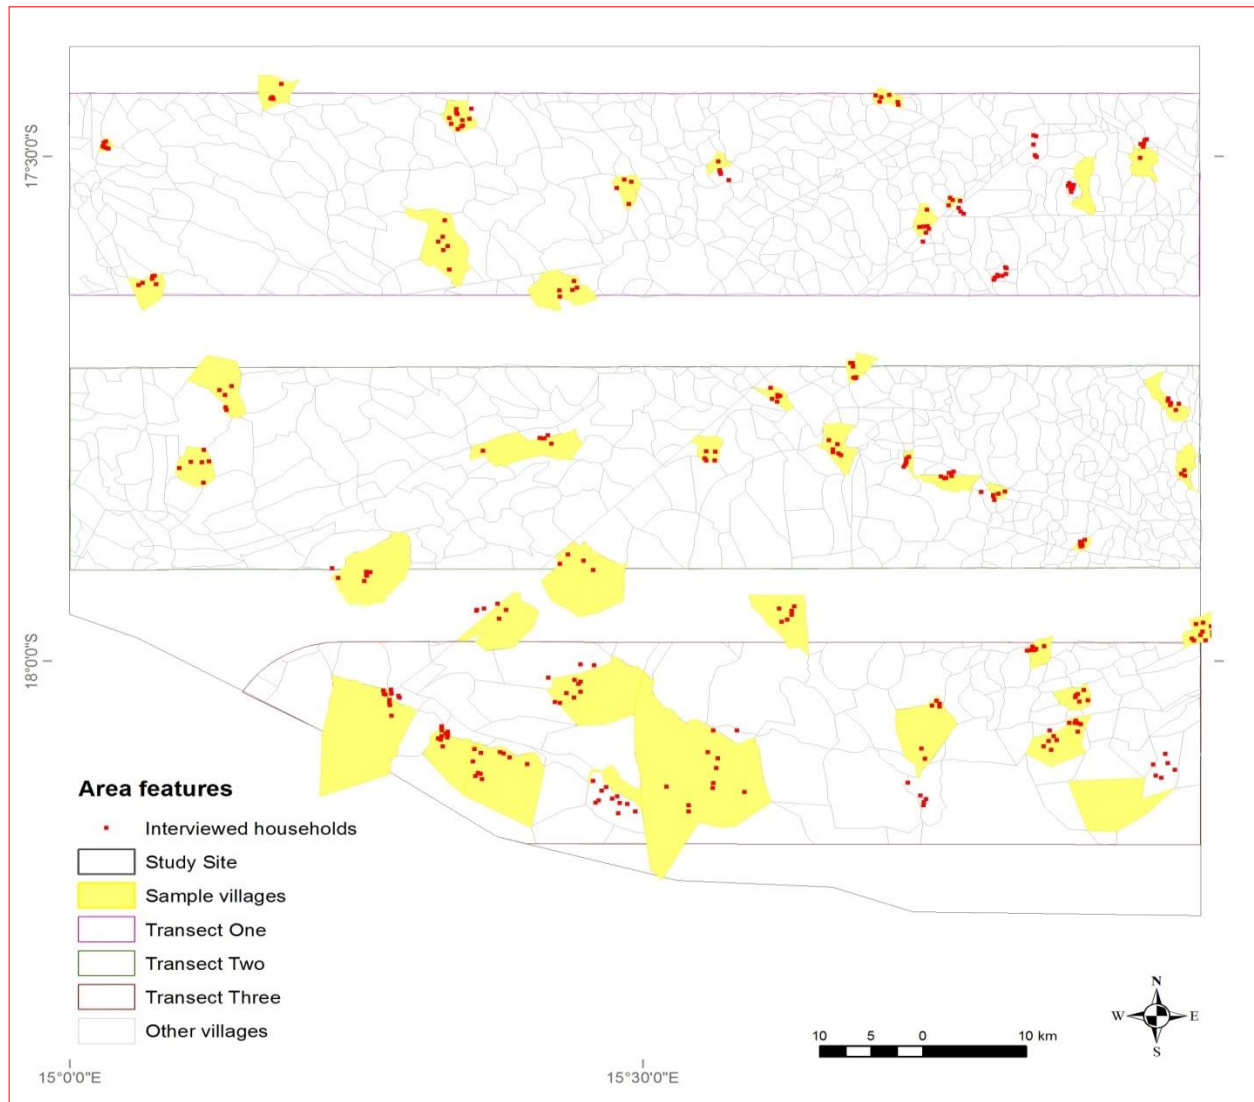 17°30'0"S
18°0'0"S
Area features
Interviewed households
Study Site
Sample villages
Transect One
Transect Two
Transect Three
Other villages
N
W E
S
10 5 0 10 km
15°0'0"E 15°30'0"E